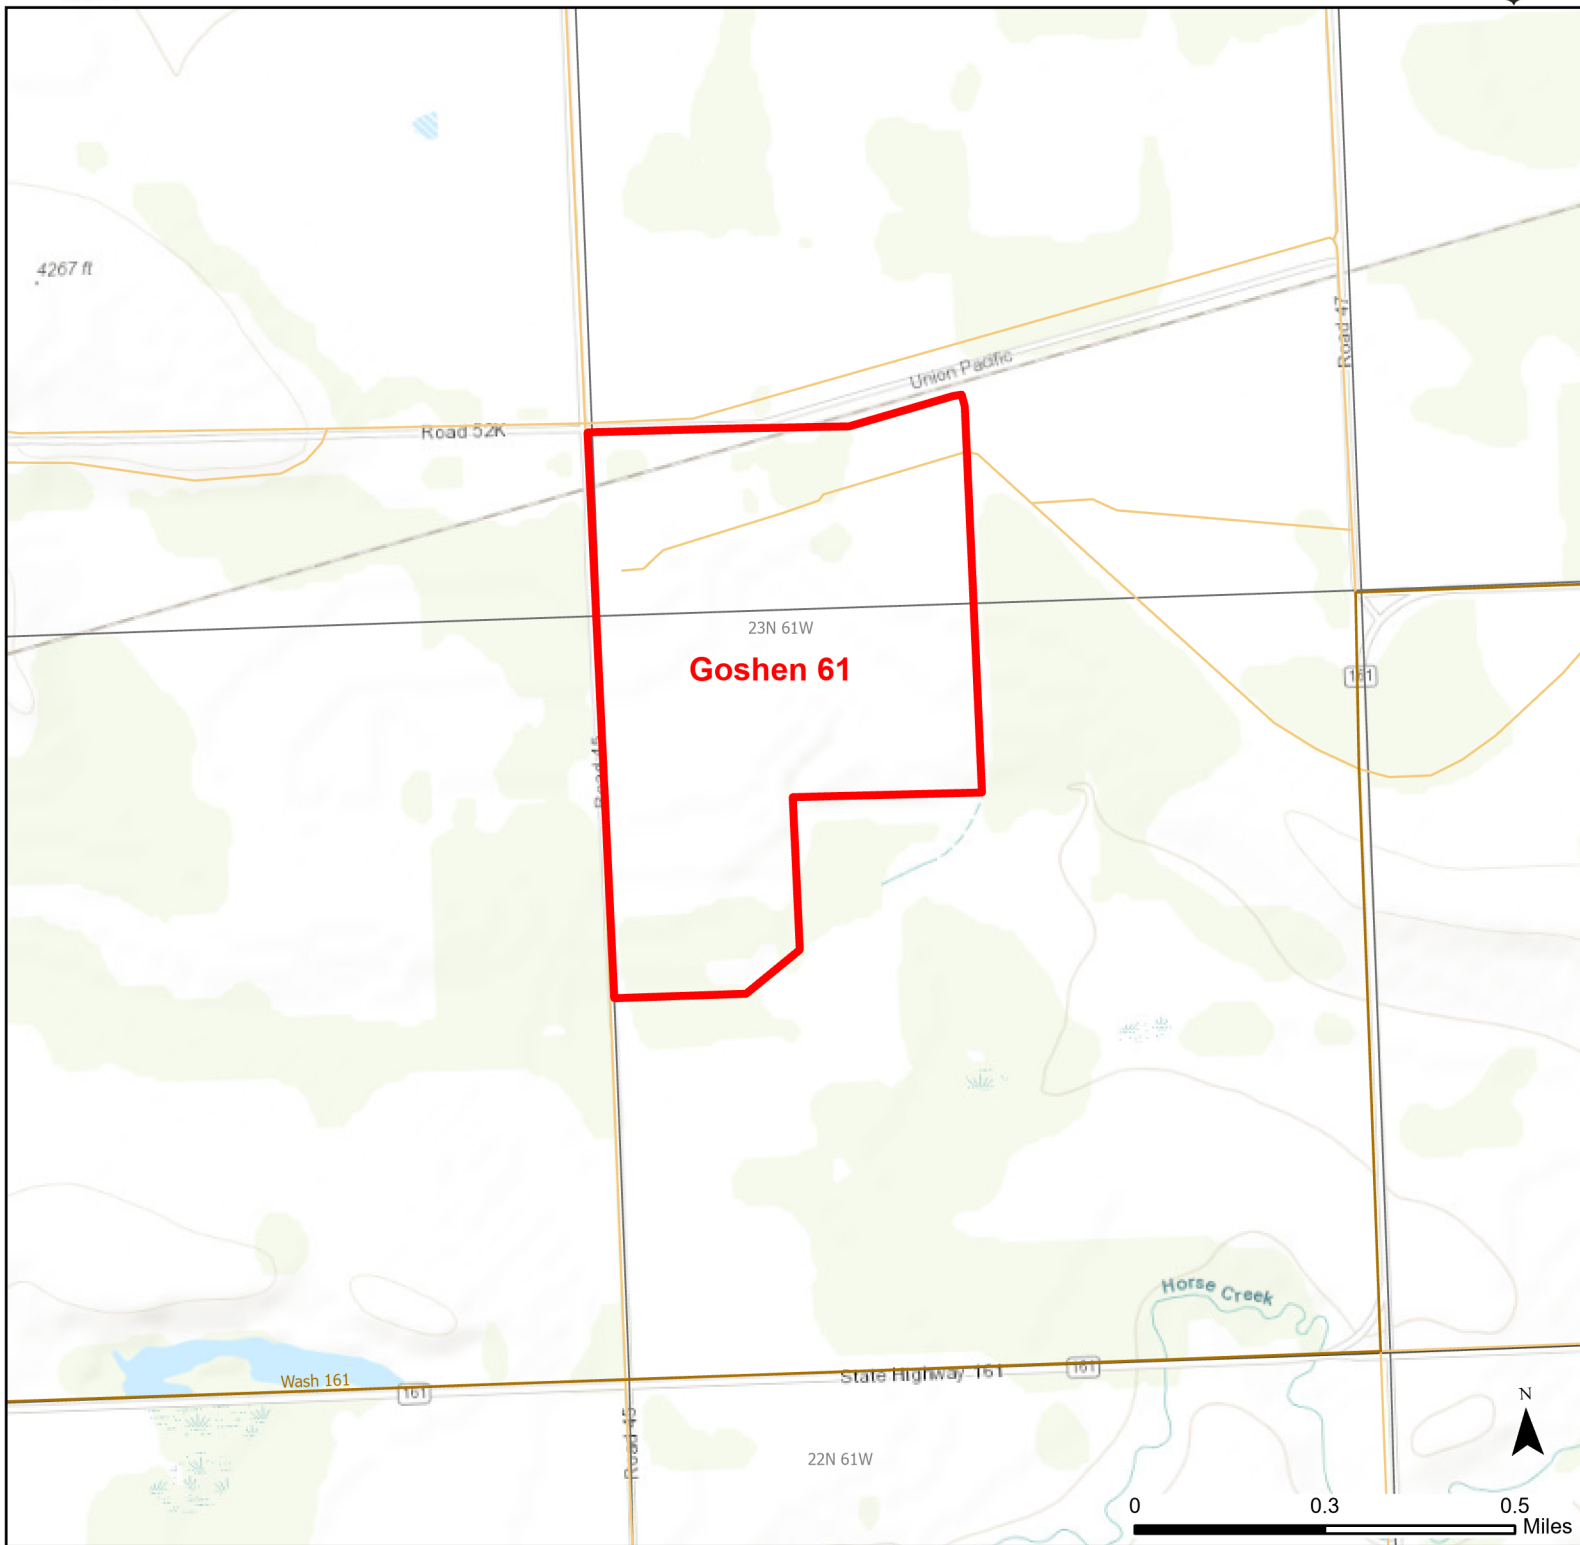 4267 ft
Union Pacific
Road 47
Road 52K
23N 61W
Goshen 61
161
Road 45
Horse Creek
State Highway 161
161
Wash 161
161
Road 45
22N 61W
N
0 0.3 0.5
Miles